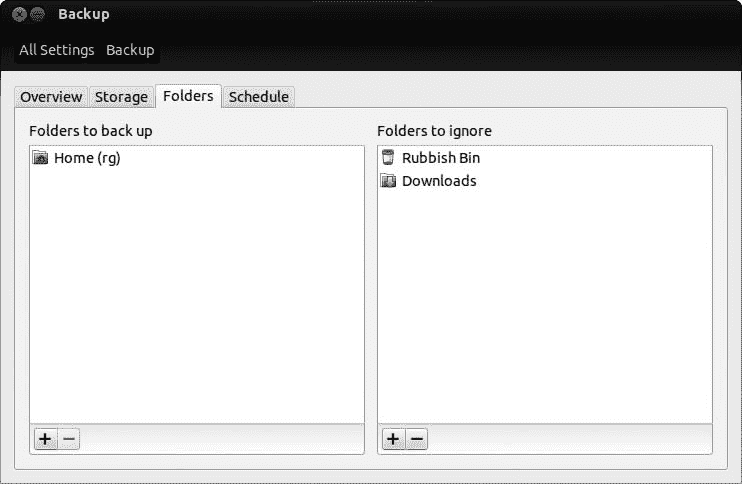 Backup
All Settings Backup
Overview Storage Folders Schedule
Folders to back up
Home (rg)
Folders to ignore
Rubbish Bin
Downloads